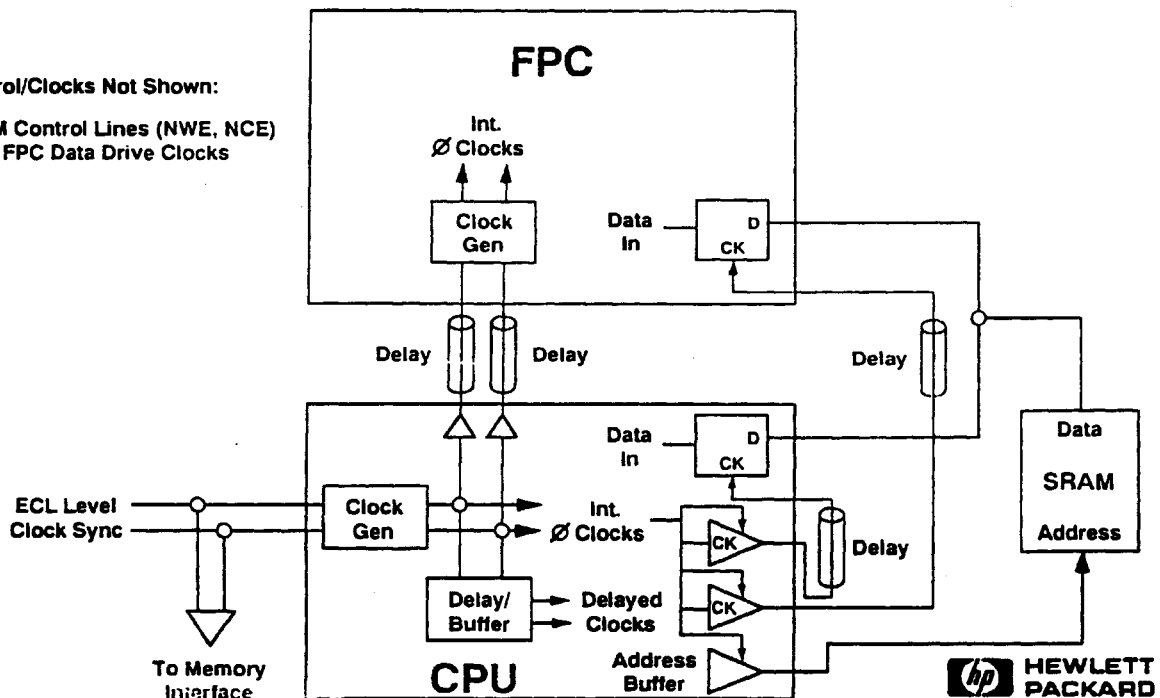 FPC
rol/Clocks Not Shown:
M Control Lines (NWE, NCE)
FPC Data Drive Clocks
Int.
Ø Clocks
Clock
Gen
Data
In
D
CK
Delay
Delay
Delay
Data
In
D
CK
Data
SRAM
Address
ECL Level
Clock Sync
Clock
Gen
Int.
Ø Clocks
CK
Delay
CK
Delay/
Buffer
Delayed
Clocks
To Memory
Interface
CPU
Address
Buffer
hp
HEWLETT
PACKARD